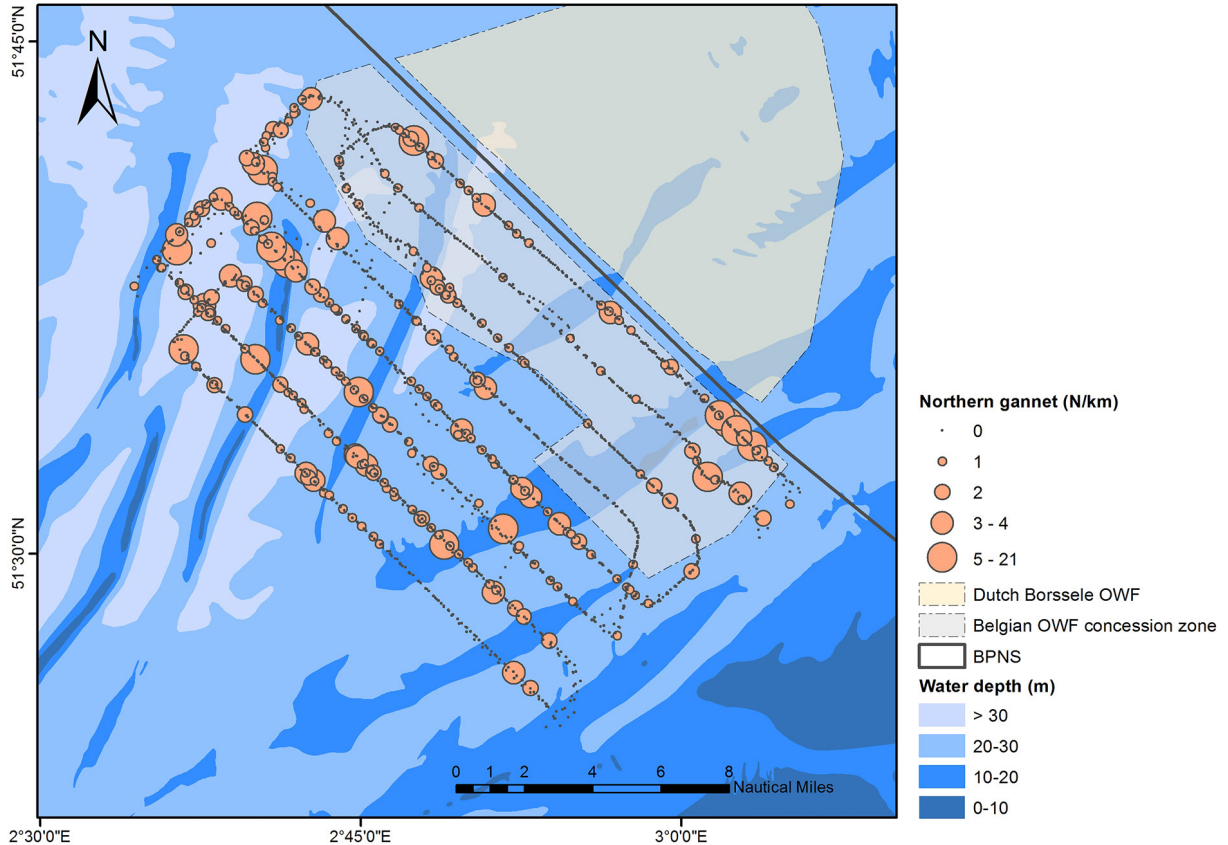 51°45'0"N
N
51°30'0"N
2°30'0"E
2°45'0"E
3°0'0"E
0 1 2 4 6 8
Nautical Miles
Northern gannet (N/km)
0
1
2
3 - 4
5 - 21
Dutch Borssele OWF
Belgian OWF concession zone
BPNS
Water depth (m)
> 30
20-30
10-20
0-10